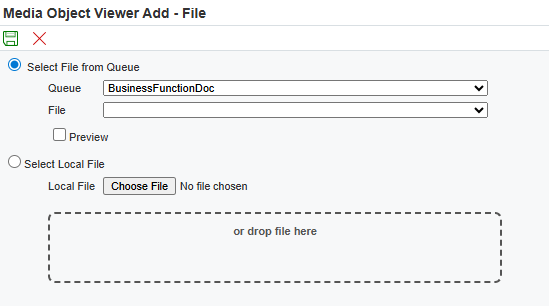 Media Object Viewer Add - File
Select File from Queue
Queue BusinessFunctionDoc
File
Preview
Select Local File
Local File Choose File No file chosen
or drop file here